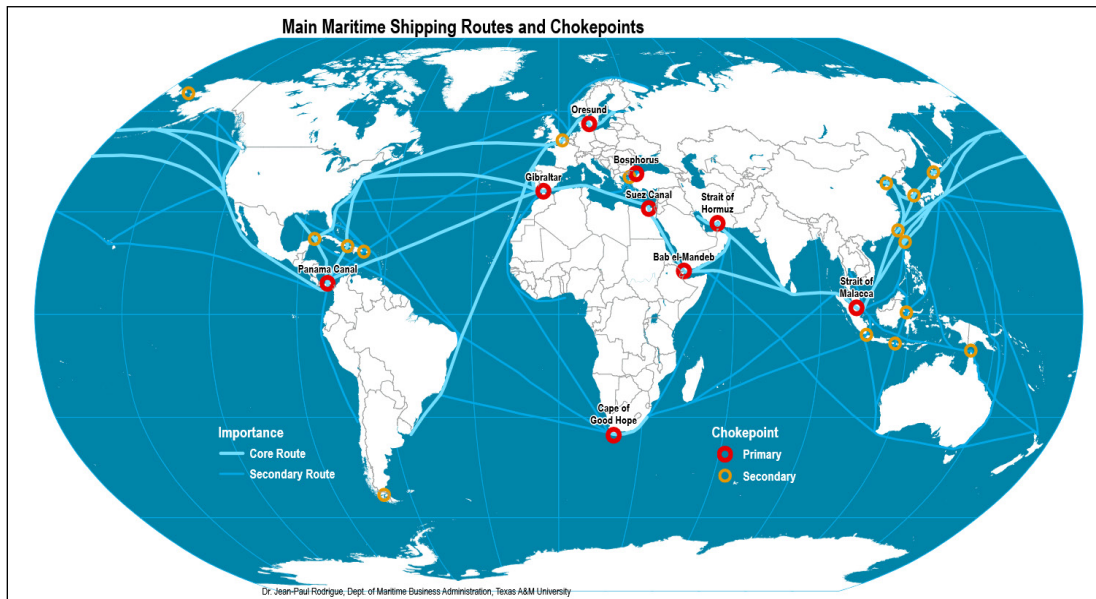 Main Maritime Shipping Routes and Chokepoints
Oresund
Bosphorus
Gibraltar
Suez Canal
Strait of
Hormuz
Bab el-Mandeb
Panama Canal
Strait of
Malacca
Cape of
Good Hope
Importance
Core Route
Secondary Route
Chokepoint
Primary
Secondary
Dr. Jean-Paul Rodrigue, Dept. of Maritime Business Administration, Texas A&M University